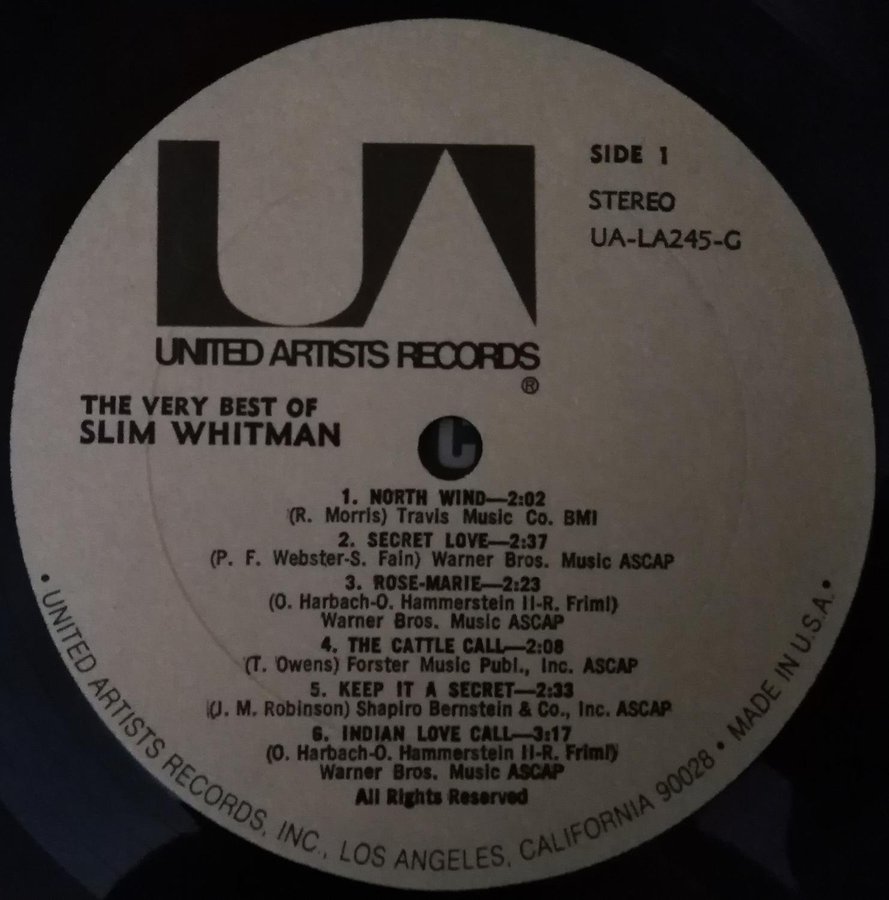 UA
UNITED ARTISTS RECORDS
®
SIDE 1
STEREO
UA-LA245-G
THE VERY BEST OF
SLIM WHITMAN
1. NORTH WIND—2:02
(R. Morris) Travis Music Co. BMI
2. SECRET LOVE—2:37
(P. F. Webster-S. Fain) Warner Bros. Music ASCAP
3. ROSE-MARIE—2:23
(O. Harbach-O. Hammerstein II-R. Friml)
Warner Bros. Music ASCAP
4. THE CATTLE CALL—2:08
(T. Owens) Forster Music Publ., Inc. ASCAP
5. KEEP IT A SECRET—2:33
(J. M. Robinson) Shapiro Bernstein & Co., Inc. ASCAP
6. INDIAN LOVE CALL—3:17
(O. Harbach-O. Hammerstein II-R. Friml)
Warner Bros. Music ASCAP
All Rights Reserved
• UNITED ARTISTS RECORDS, INC., LOS ANGELES, CALIFORNIA 90028 • MADE IN U.S.A. •